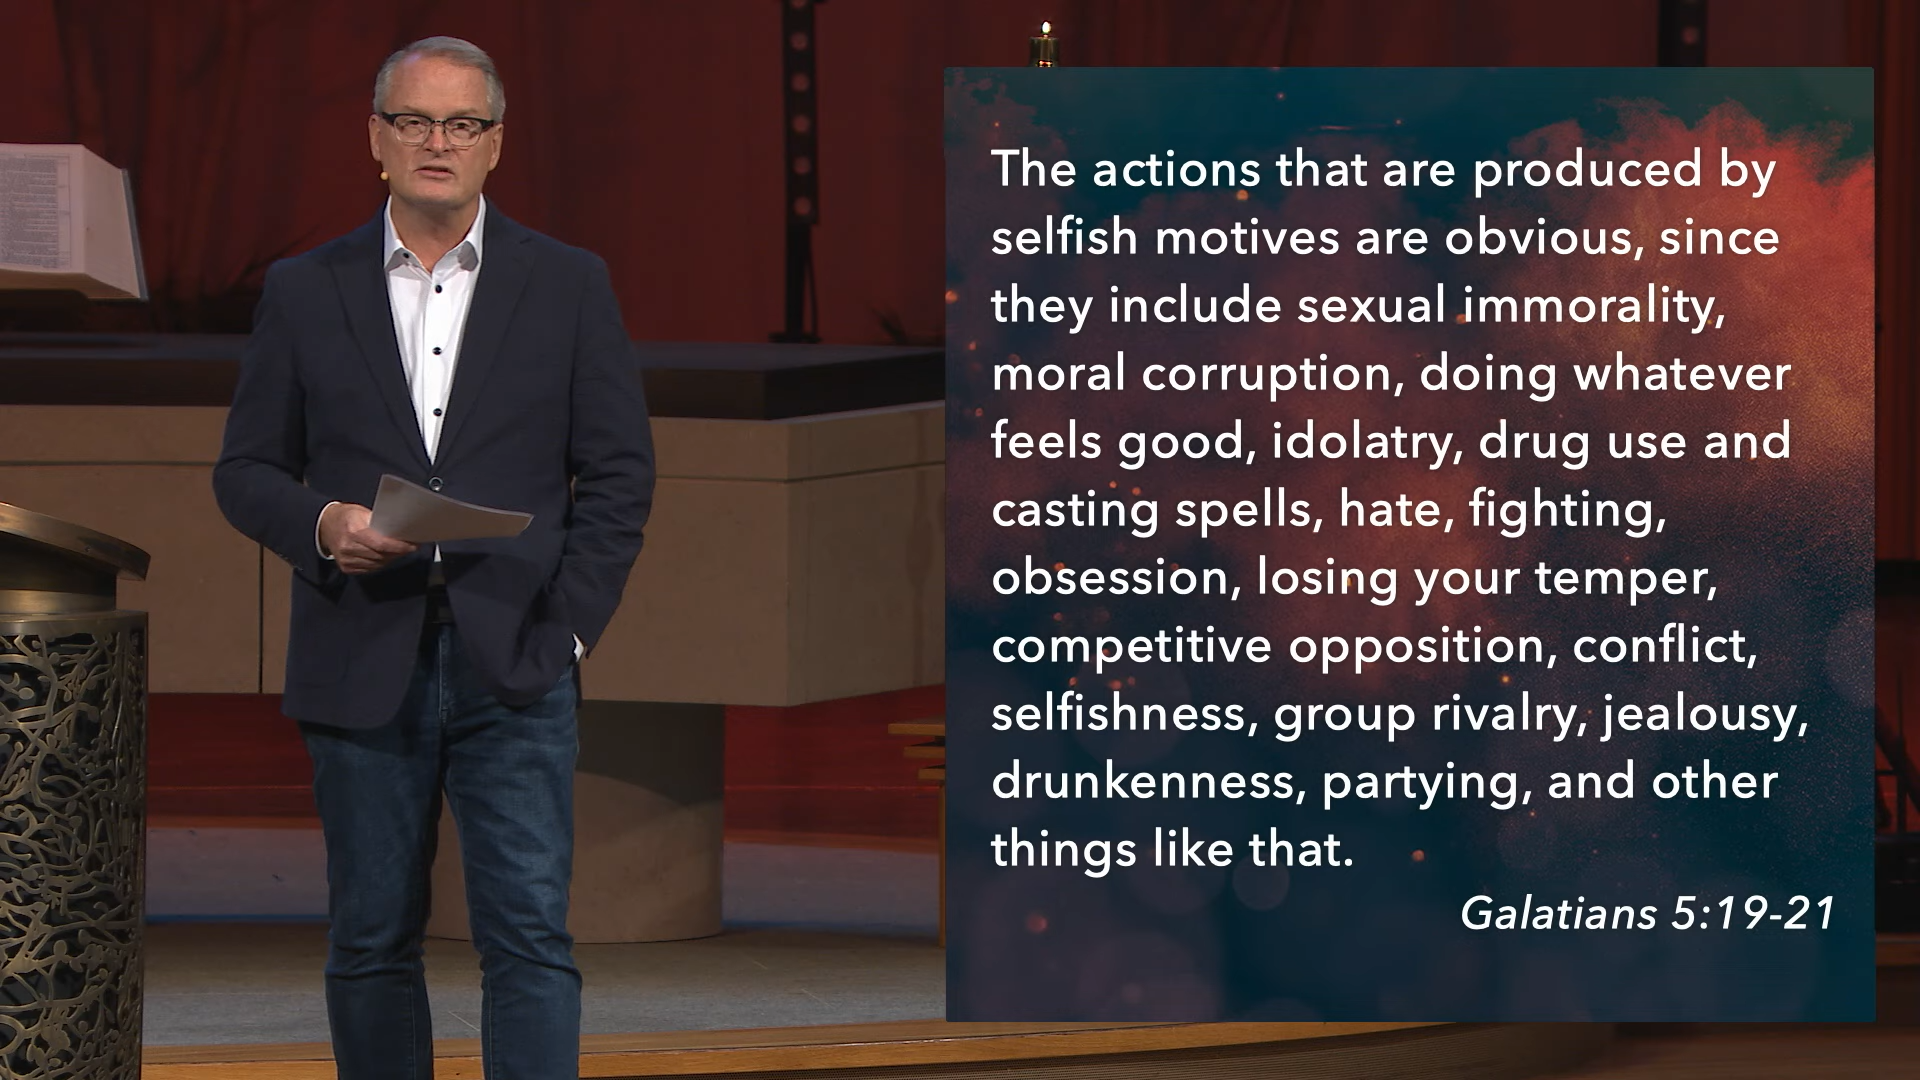 The actions that are produced by
selfish motives are obvious, since
they include sexual immorality,
moral corruption, doing whatever
feels good, idolatry, drug use and
casting spells, hate, fighting,
obsession, losing your temper,
competitive opposition, conflict,
selfishness, group rivalry, jealousy,
drunkenness, partying, and other
things like that.
Galatians 5:19-21